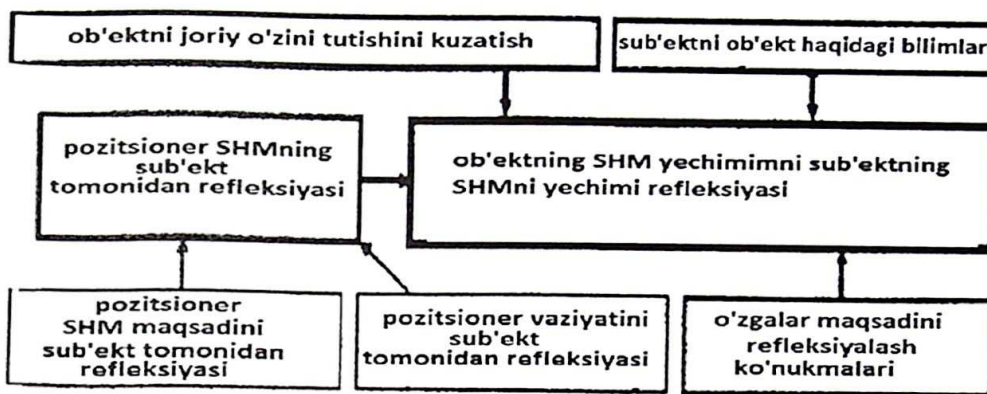 ob'ektni joriy o'zini tutishini kuzatish
sub'ektni ob'ekt haqidagi bilimlar
pozitsioner SHMning
sub'ekt
tomonidan refleksiyasi
ob'ektning SHM yechimimni sub'ektning
SHMni yechimi refleksiyasi
pozitsioner
SHM maqsadini
sub'ekt tomonidan
refleksiyasi
pozitsioner vaziyatini
sub'ekt
tomonidan refleksiyasi
o'zgalar maqsadini
refleksiyalash
ko'nukmalari